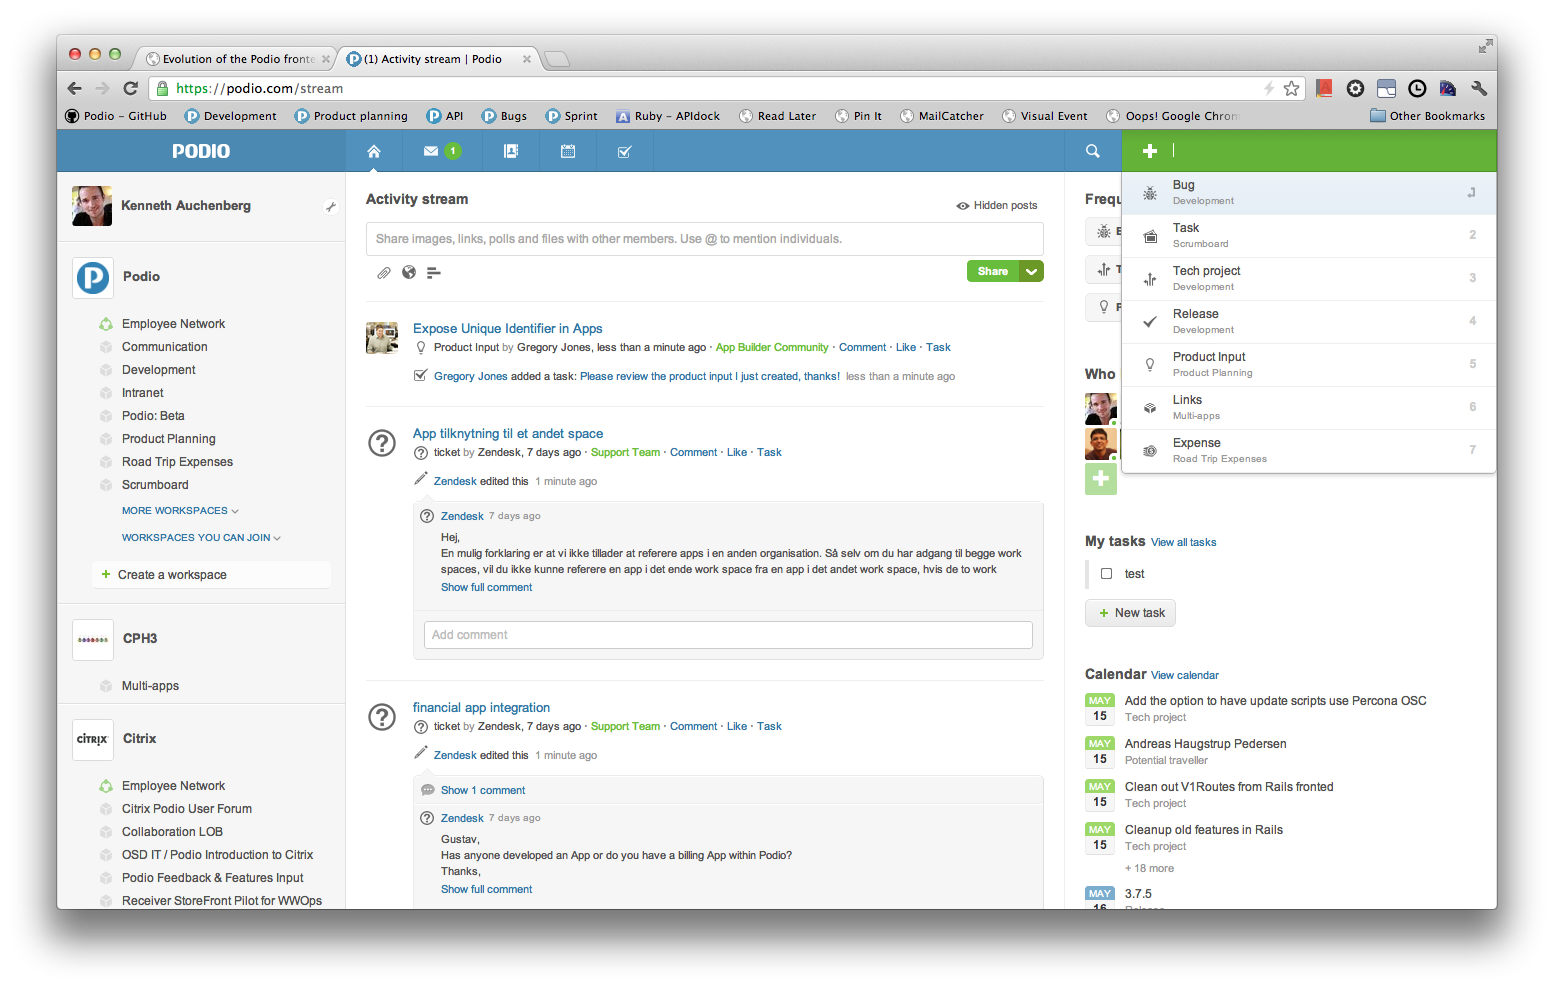 Evolution of the Podio fronte
(1) Activity stream | Podio
https://podio.com/stream
Podio – GitHub
Development
Product planning
API
Bugs
Sprint
Ruby – APIdock
Read Later
Pin It
MailCatcher
Visual Event
Oops! Google Chron
Other Bookmarks
PODIO
1
Kenneth Auchenberg
Podio
Employee Network
Communication
Development
Intranet
Podio: Beta
Product Planning
Road Trip Expenses
Scrumboard
MORE WORKSPACES
WORKSPACES YOU CAN JOIN
+ Create a workspace
CPH3
Multi-apps
CITRIX
Citrix
Employee Network
Citrix Podio User Forum
Collaboration LOB
OSD IT / Podio Introduction to Citrix
Podio Feedback & Features Input
Receiver StoreFront Pilot for WWOps
Activity stream
Hidden posts
Share images, links, polls and files with other members. Use @ to mention individuals.
Share
Expose Unique Identifier in Apps
Product Input by Gregory Jones, less than a minute ago · App Builder Community · Comment · Like · Task
Gregory Jones added a task: Please review the product input I just created, thanks! less than a minute ago
App tilknytning til et andet space
ticket by Zendesk, 7 days ago · Support Team · Comment · Like · Task
Zendesk edited this 1 minute ago
Zendesk 7 days ago
Hej,
En mulig forklaring er at vi ikke tillader at referere apps i en anden organisation. Så selv om du har adgang til begge work
spaces, vil du ikke kunne referere en app i det ende work space fra en app i det andet work space, hvis de to work
Show full comment
Add comment
financial app integration
ticket by Zendesk, 7 days ago · Support Team · Comment · Like · Task
Zendesk edited this 1 minute ago
Show 1 comment
Zendesk 7 days ago
Gustav,
Has anyone developed an App or do you have a billing App within Podio?
Thanks,
Show full comment
Frequ
Bug
Development
Task
Scrumboard
2
Tech project
Development
3
Release
Development
4
Product Input
Product Planning
5
Links
Multi-apps
6
Expense
Road Trip Expenses
7
Who
My tasks View all tasks
test
+ New task
Calendar View calendar
MAY
15
Add the option to have update scripts use Percona OSC
Tech project
MAY
15
Andreas Haugstrup Pedersen
Potential traveller
MAY
15
Clean out V1Routes from Rails fronted
Tech project
MAY
15
Cleanup old features in Rails
Tech project
+ 18 more
MAY
16
3.7.5
Release